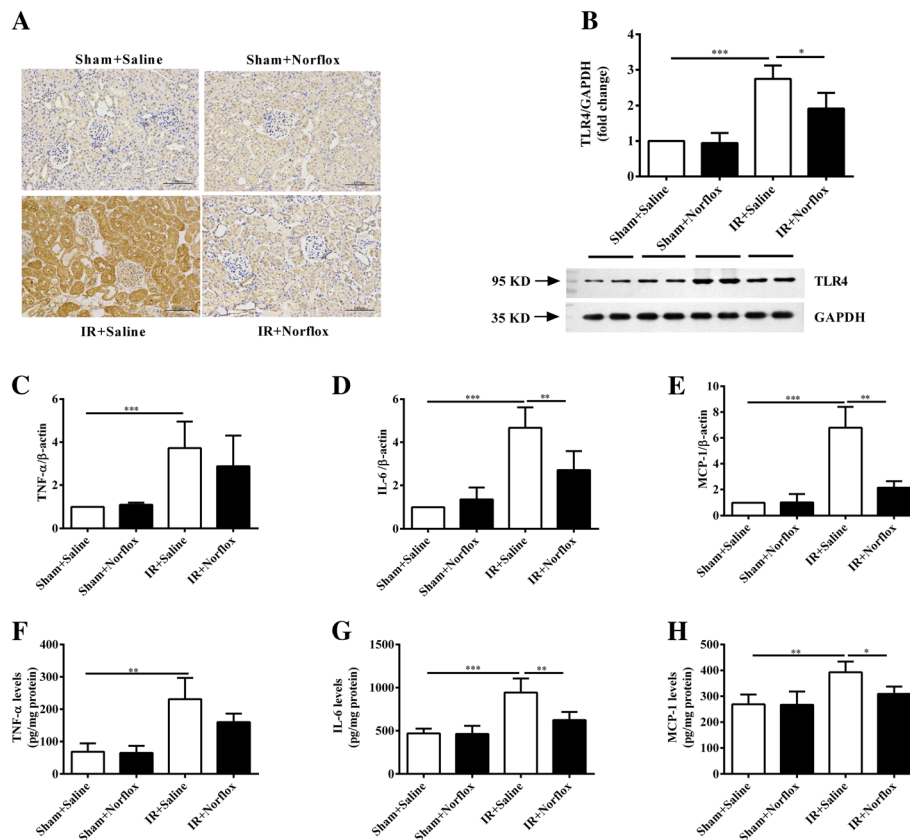 A
Sham+Saline
Sham+Norflox
IR+Saline
IR+Norflox
B
TLR4/GAPDH
(fold change)
4
3
2
1
0
***
*
Sham+Saline
Sham+Norflox
IR+Saline
IR+Norflox
95 KD
TLR4
35 KD
GAPDH
C
TNF-α/β-actin
6
4
2
0
***
Sham+Saline
Sham+Norflox
IR+Saline
IR+Norflox
D
IL-6/β-actin
6
4
2
0
***
**
Sham+Saline
Sham+Norflox
IR+Saline
IR+Norflox
E
MCP-1/β-actin
10
8
6
4
2
0
***
**
Sham+Saline
Sham+Norflox
IR+Saline
IR+Norflox
F
TNF-α levels
(pg/mg protein)
400
300
200
100
0
**
Sham+Saline
Sham+Norflox
IR+Saline
IR+Norflox
G
IL-6 levels
(pg/mg protein)
1500
1000
500
0
***
**
Sham+Saline
Sham+Norflox
IR+Saline
IR+Norflox
H
MCP-1 levels
(pg/mg protein)
500
400
300
200
100
0
**
*
Sham+Saline
Sham+Norflox
IR+Saline
IR+Norflox